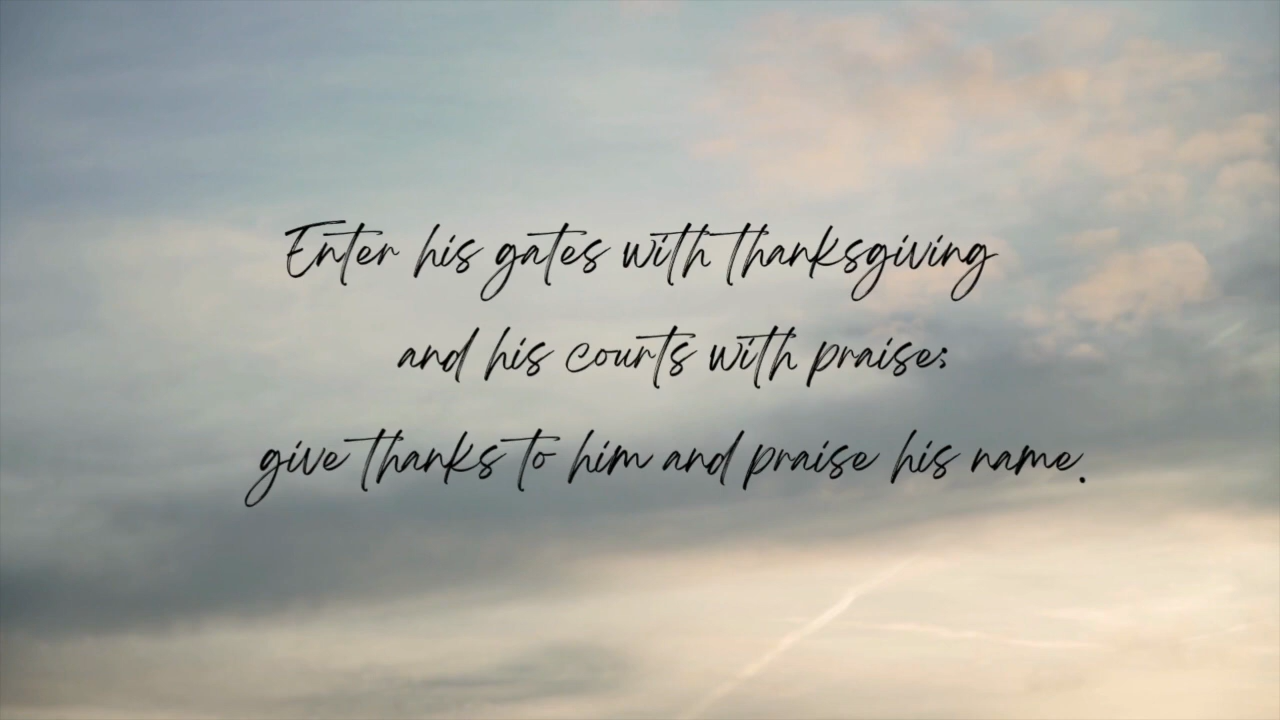 Enter his gates with thanksgiving
and his courts with praise;
give thanks to him and praise his name.